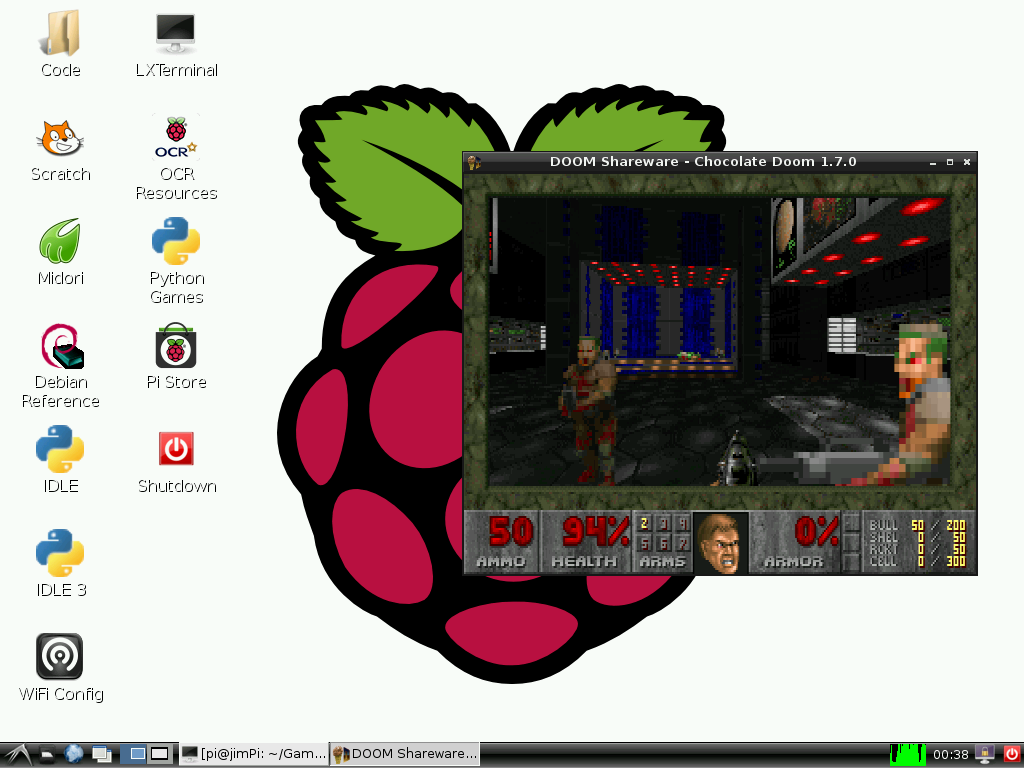 Code
LXTerminal
Scratch
OCR
OCR
Resources
Midori
Python
Games
Debian
Reference
Pi Store
IDLE
Shutdown
IDLE 3
WiFi Config
DOOM Shareware - Chocolate Doom 1.7.0
50
AMMO
94%
HEALTH
2 3 4
5 6 7
ARMS
0%
ARMOR
BULL 50 / 200
SHEL 0 / 50
RCKT 0 / 50
CELL 0 / 300
[pi@jimPi: ~/Gam...
DOOM Shareware...
00:38